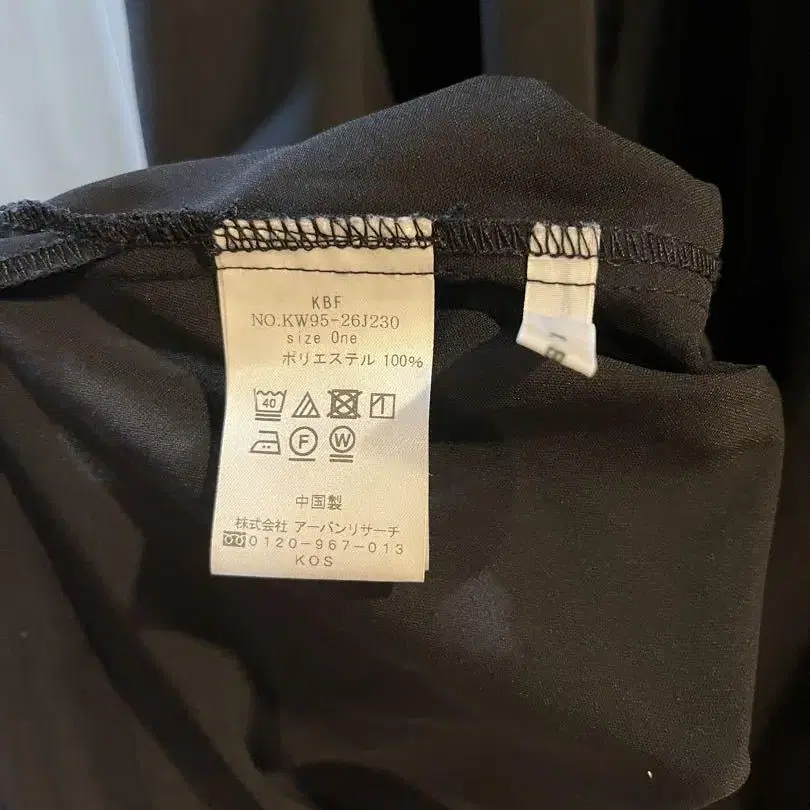 KBF
NO.KW95-26J230
size One
ポリエステル 100%
40
F W
中国製
株式会社 アーバンリサーチ
0120-967-013
KOS